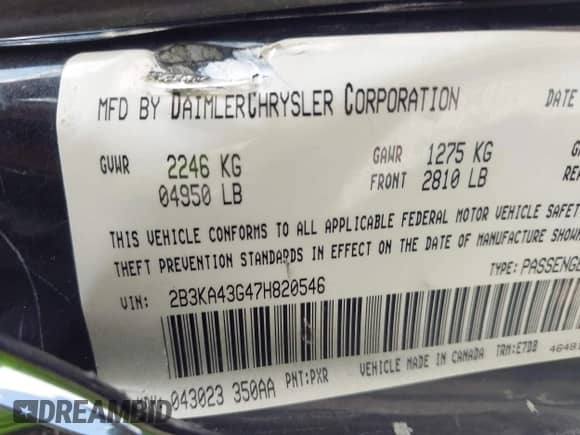 MFD BY DAIMLERCHRYSLER CORPORATION DATE
GVWR 2246 KG GAWR 1275 KG
04950 LB FRONT 2810 LB
THIS VEHICLE CONFORMS TO ALL APPLICABLE FEDERAL MOTOR VEHICLE SAFET
THEFT PREVENTION STANDARDS IN EFFECT ON THE DATE OF MANUFACTURE SHOWN
VIN: 2B3KA43G47H820546 TYPE: PASSENGE
VEHICLE MADE IN CANADA TRM:E7DB 4648
043023 350AA PNT:PXR
DREAMBID